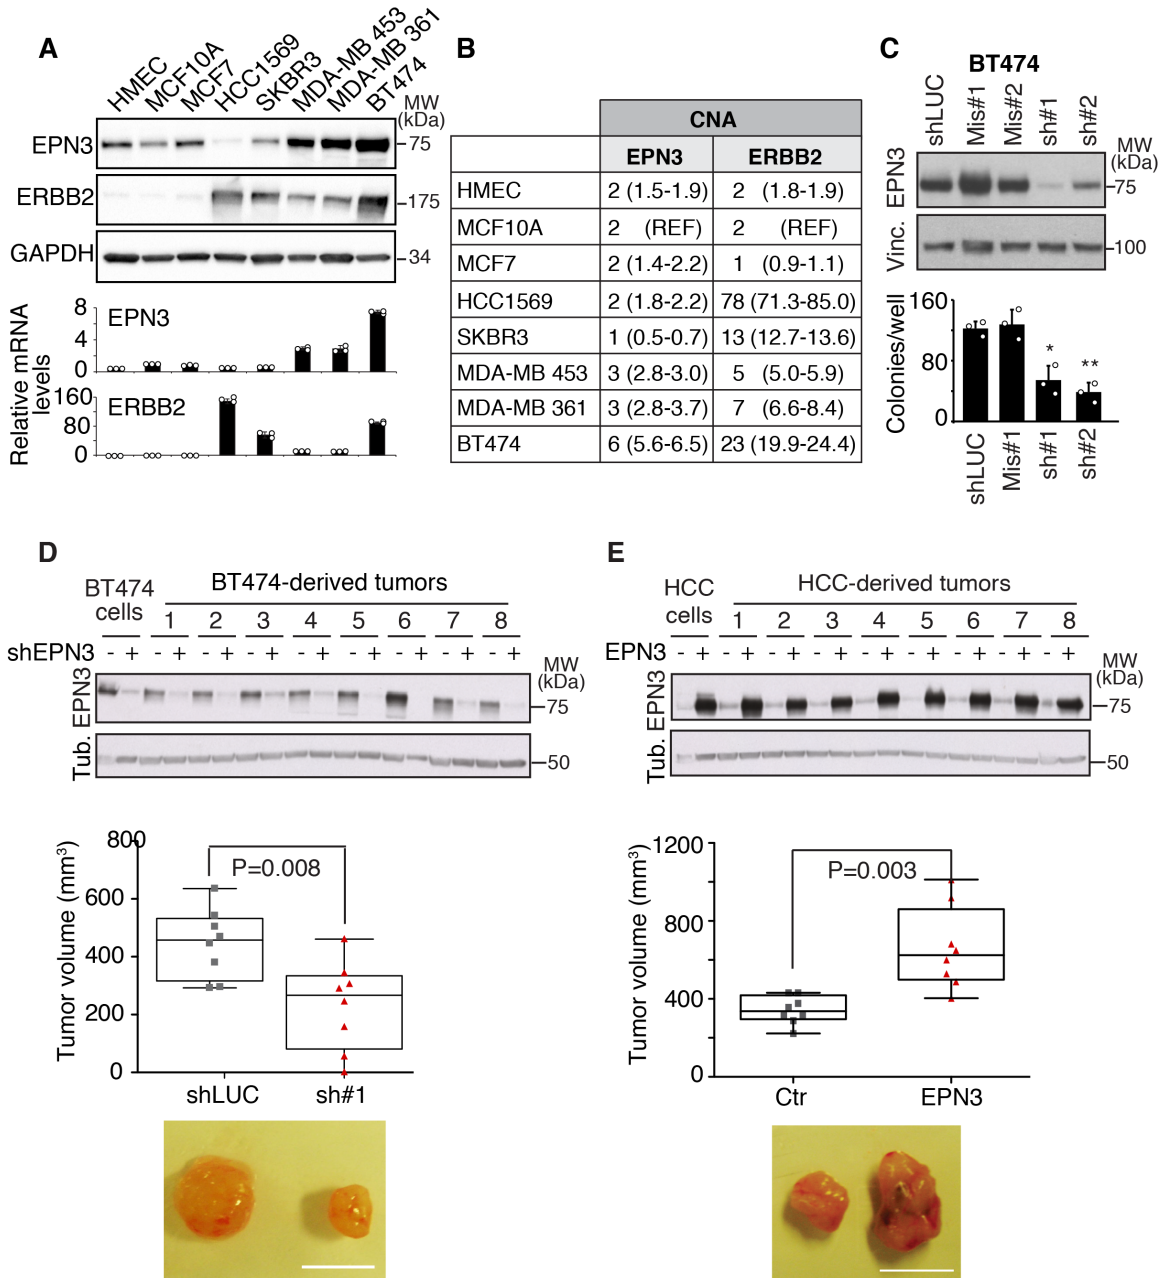 A
HMEC
MCF10A
MCF7
HCC1569
SKBR3
MDA-MB 453
MDA-MB 361
BT474
MW
(kDa)
EPN3
75
ERBB2
175
GAPDH
34
Relative mRNA
levels
8
4
0
EPN3
160
80
0
ERBB2
B
CNA
EPN3 ERBB2
HMEC 2 (1.5-1.9) 2 (1.8-1.9)
MCF10A 2 (REF) 2 (REF)
MCF7 2 (1.4-2.2) 1 (0.9-1.1)
HCC1569 2 (1.8-2.2) 78 (71.3-85.0)
SKBR3 1 (0.5-0.7) 13 (12.7-13.6)
MDA-MB 453 3 (2.8-3.0) 5 (5.0-5.9)
MDA-MB 361 3 (2.8-3.7) 7 (6.6-8.4)
BT474 6 (5.6-6.5) 23 (19.9-24.4)
C
BT474
shLUC
Mis#1
Mis#2
sh#1
sh#2
MW
(kDa)
EPN3
75
Vinc.
100
Colonies/well
160
80
0
*
**
shLUC
Mis#1
sh#1
sh#2
D
BT474
cells
BT474-derived tumors
1 2 3 4 5 6 7 8
shEPN3 - + - + - + - + - + - + - + - + - +
MW
(kDa)
EPN3
75
Tub.
50
Tumor volume (mm³)
800
600
400
200
0
P=0.008
shLUC sh#1
E
HCC
cells
HCC-derived tumors
1 2 3 4 5 6 7 8
EPN3 - + - + - + - + - + - + - + - + - +
MW
(kDa)
EPN3
75
Tub.
50
Tumor volume (mm³)
1200
800
400
0
P=0.003
Ctr EPN3